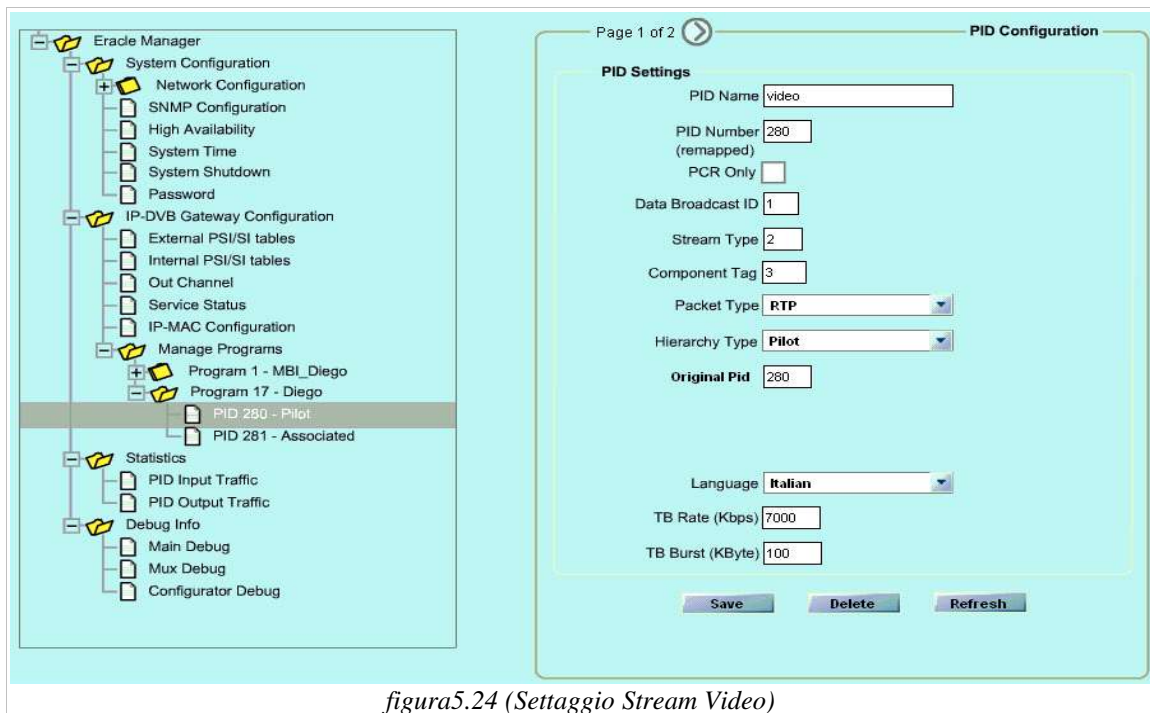 Eracle Manager
System Configuration
Network Configuration
SNMP Configuration
High Availability
System Time
System Shutdown
Password
IP-DVB Gateway Configuration
External PSI/SI tables
Internal PSI/SI tables
Out Channel
Service Status
IP-MAC Configuration
Manage Programs
Program 1 - MBI_Diego
Program 17 - Diego
PID 280 - Pilot
PID 281 - Associated
Statistics
PID Input Traffic
PID Output Traffic
Debug Info
Main Debug
Mux Debug
Configurator Debug
Page 1 of 2
PID Configuration
PID Settings
PID Name video
PID Number 280
(remapped)
PCR Only
Data Broadcast ID 1
Stream Type 2
Component Tag 3
Packet Type RTP
Hierarchy Type Pilot
Original Pid 280
Language Italian
TB Rate (Kbps) 7000
TB Burst (KByte) 100
Save Delete Refresh
figura5.24 (Settaggio Stream Video)